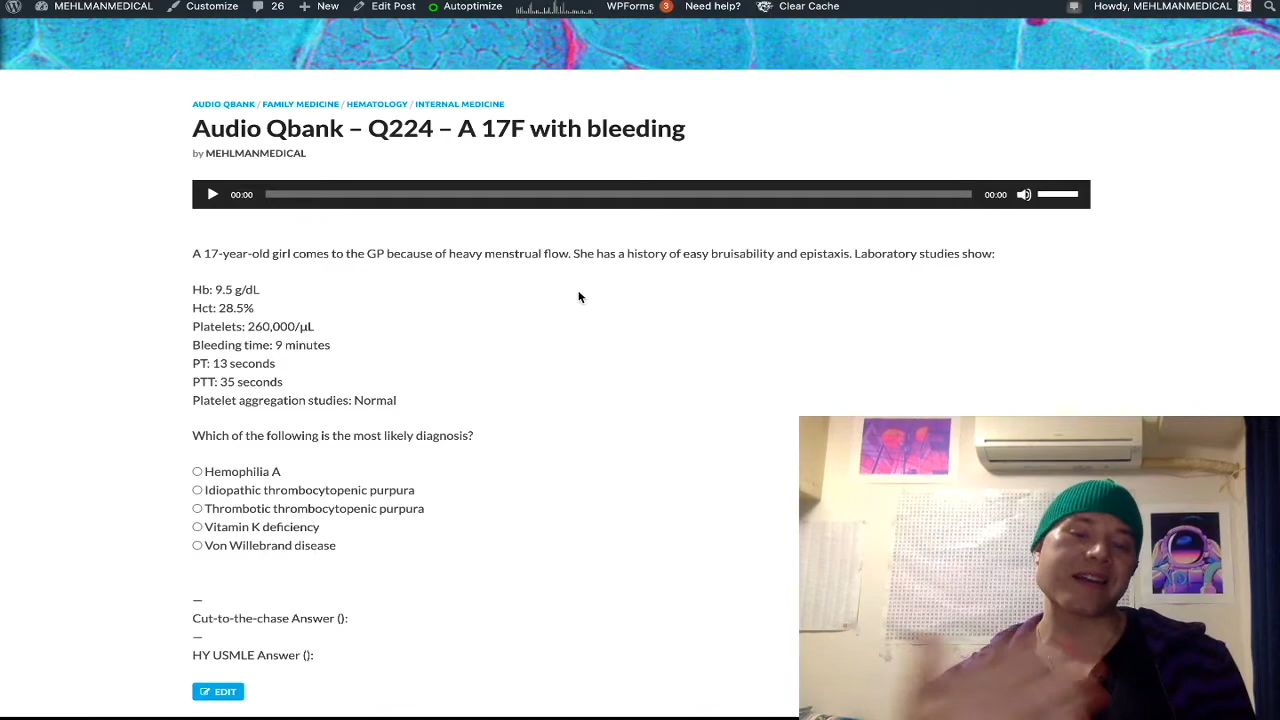 MEHLMANMEDICAL Customize 26 New Edit Post Autoptimize WPForms 3 Need help? Clear Cache Howdy, MEHLMANMEDICAL
AUDIO QBANK / FAMILY MEDICINE / HEMATOLOGY / INTERNAL MEDICINE
Audio Qbank – Q224 – A 17F with bleeding
by MEHLMANMEDICAL
00:00 00:00
A 17-year-old girl comes to the GP because of heavy menstrual flow. She has a history of easy bruisability and epistaxis. Laboratory studies show:
Hb: 9.5 g/dL
Hct: 28.5%
Platelets: 260,000/μL
Bleeding time: 9 minutes
PT: 13 seconds
PTT: 35 seconds
Platelet aggregation studies: Normal
Which of the following is the most likely diagnosis?
Hemophilia A
Idiopathic thrombocytopenic purpura
Thrombotic thrombocytopenic purpura
Vitamin K deficiency
Von Willebrand disease
—
Cut-to-the-chase Answer ():
—
HY USMLE Answer ():
EDIT